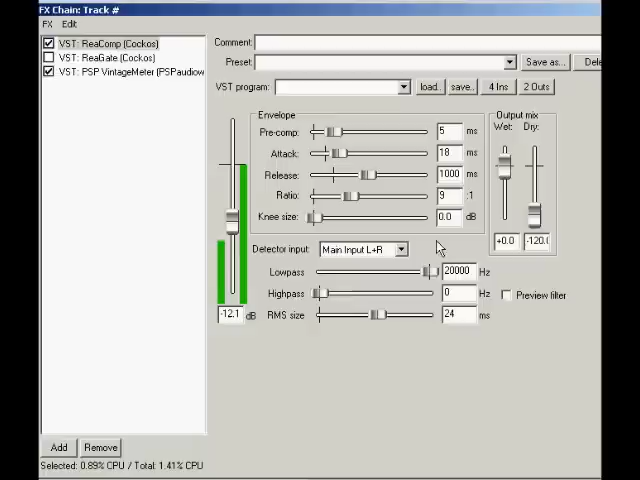 FX Chain: Track #
FX Edit
VST: ReaComp (Cockos)
VST: ReaGate (Cockos)
VST: PSP VintageMeter (PSPaudiow
Comment:
Preset: Save as... Dele
VST program: load.. save.. 4 Ins 2 Outs
Envelope
Pre-comp: 5 ms
Attack: 18 ms
Release: 1000 ms
Ratio: 9 :1
Knee size: 0.0 dB
Output mix
Wet: Dry:
+0.0 -120.(
Detector input: Main Input L+R
Lowpass 20000 Hz
Highpass 0 Hz Preview filter
RMS size 24 ms
-12.1 dB
Add Remove
Selected: 0.89% CPU / Total: 1.41% CPU